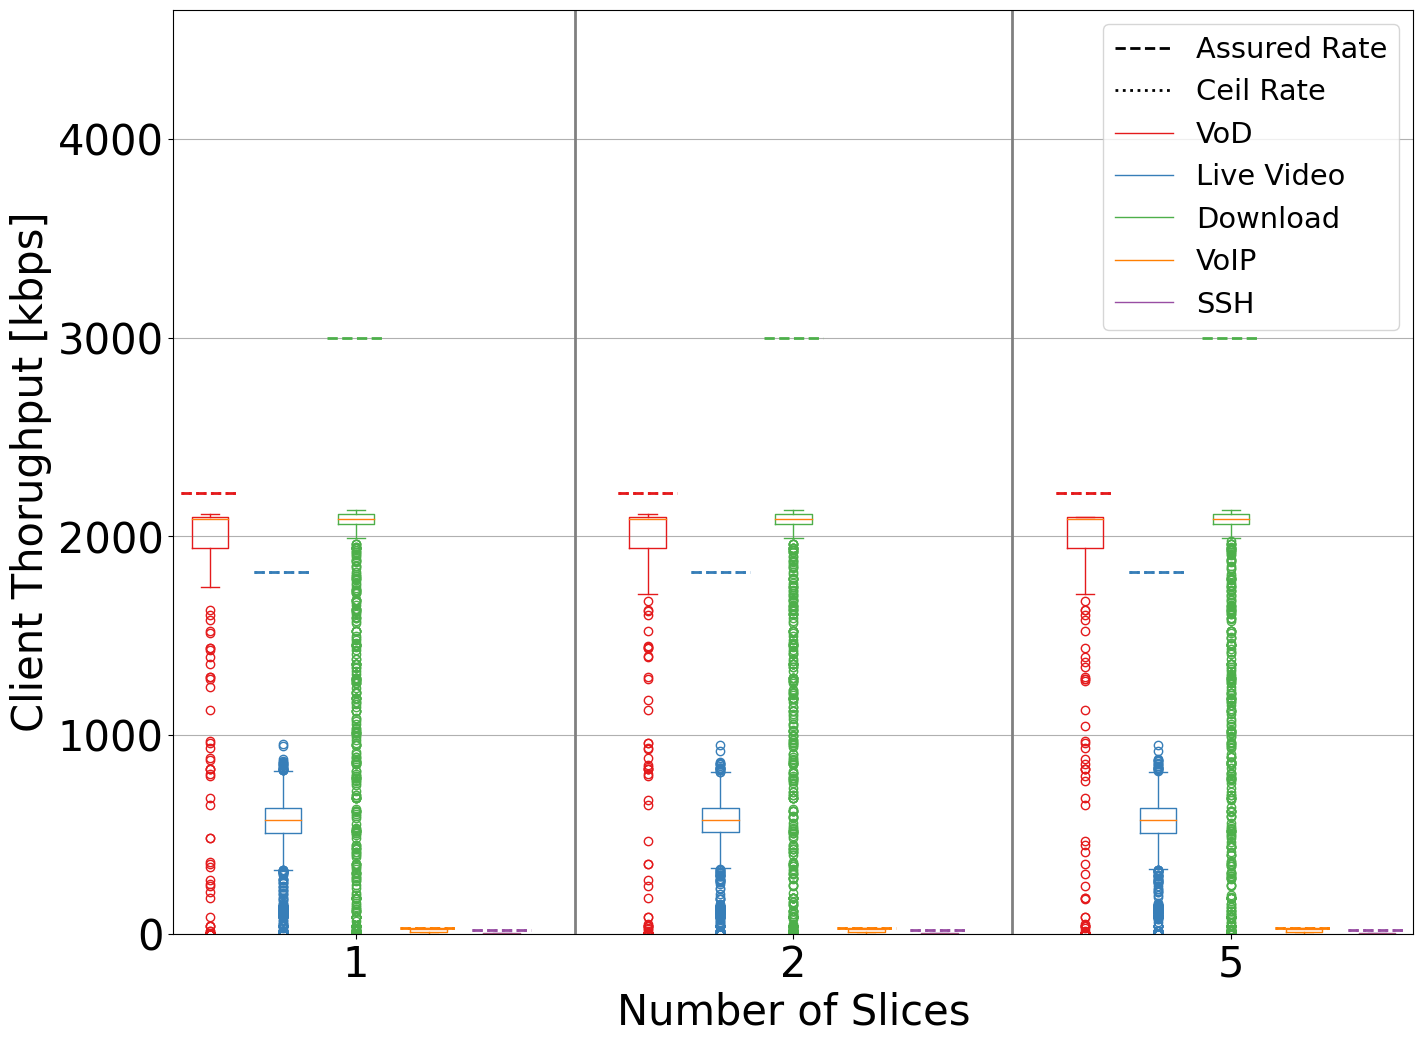 Client Thorughput [kbps]
4000
3000
2000
1000
0
1
2
5
Number of Slices
Assured Rate
Ceil Rate
VoD
Live Video
Download
VoIP
SSH